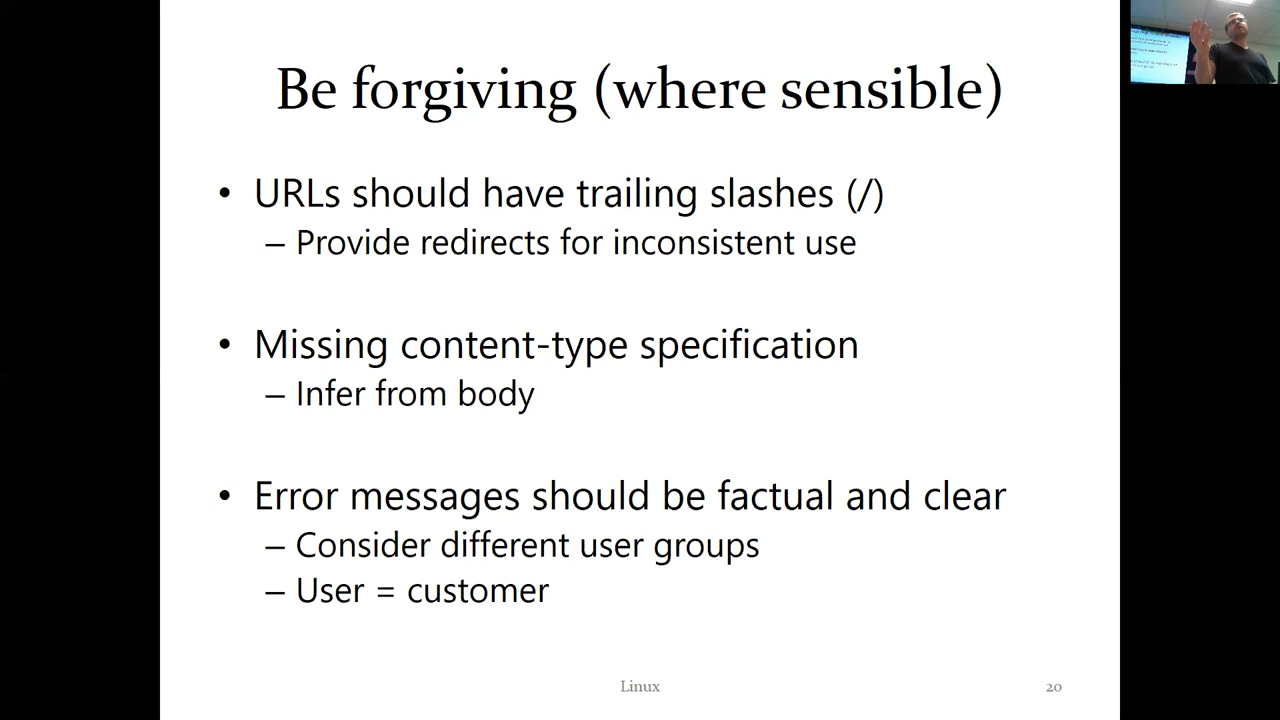 Be forgiving (where sensible)
• URLs should have trailing slashes (/)
– Provide redirects for inconsistent use
• Missing content-type specification
– Infer from body
• Error messages should be factual and clear
– Consider different user groups
– User = customer
Linux
20